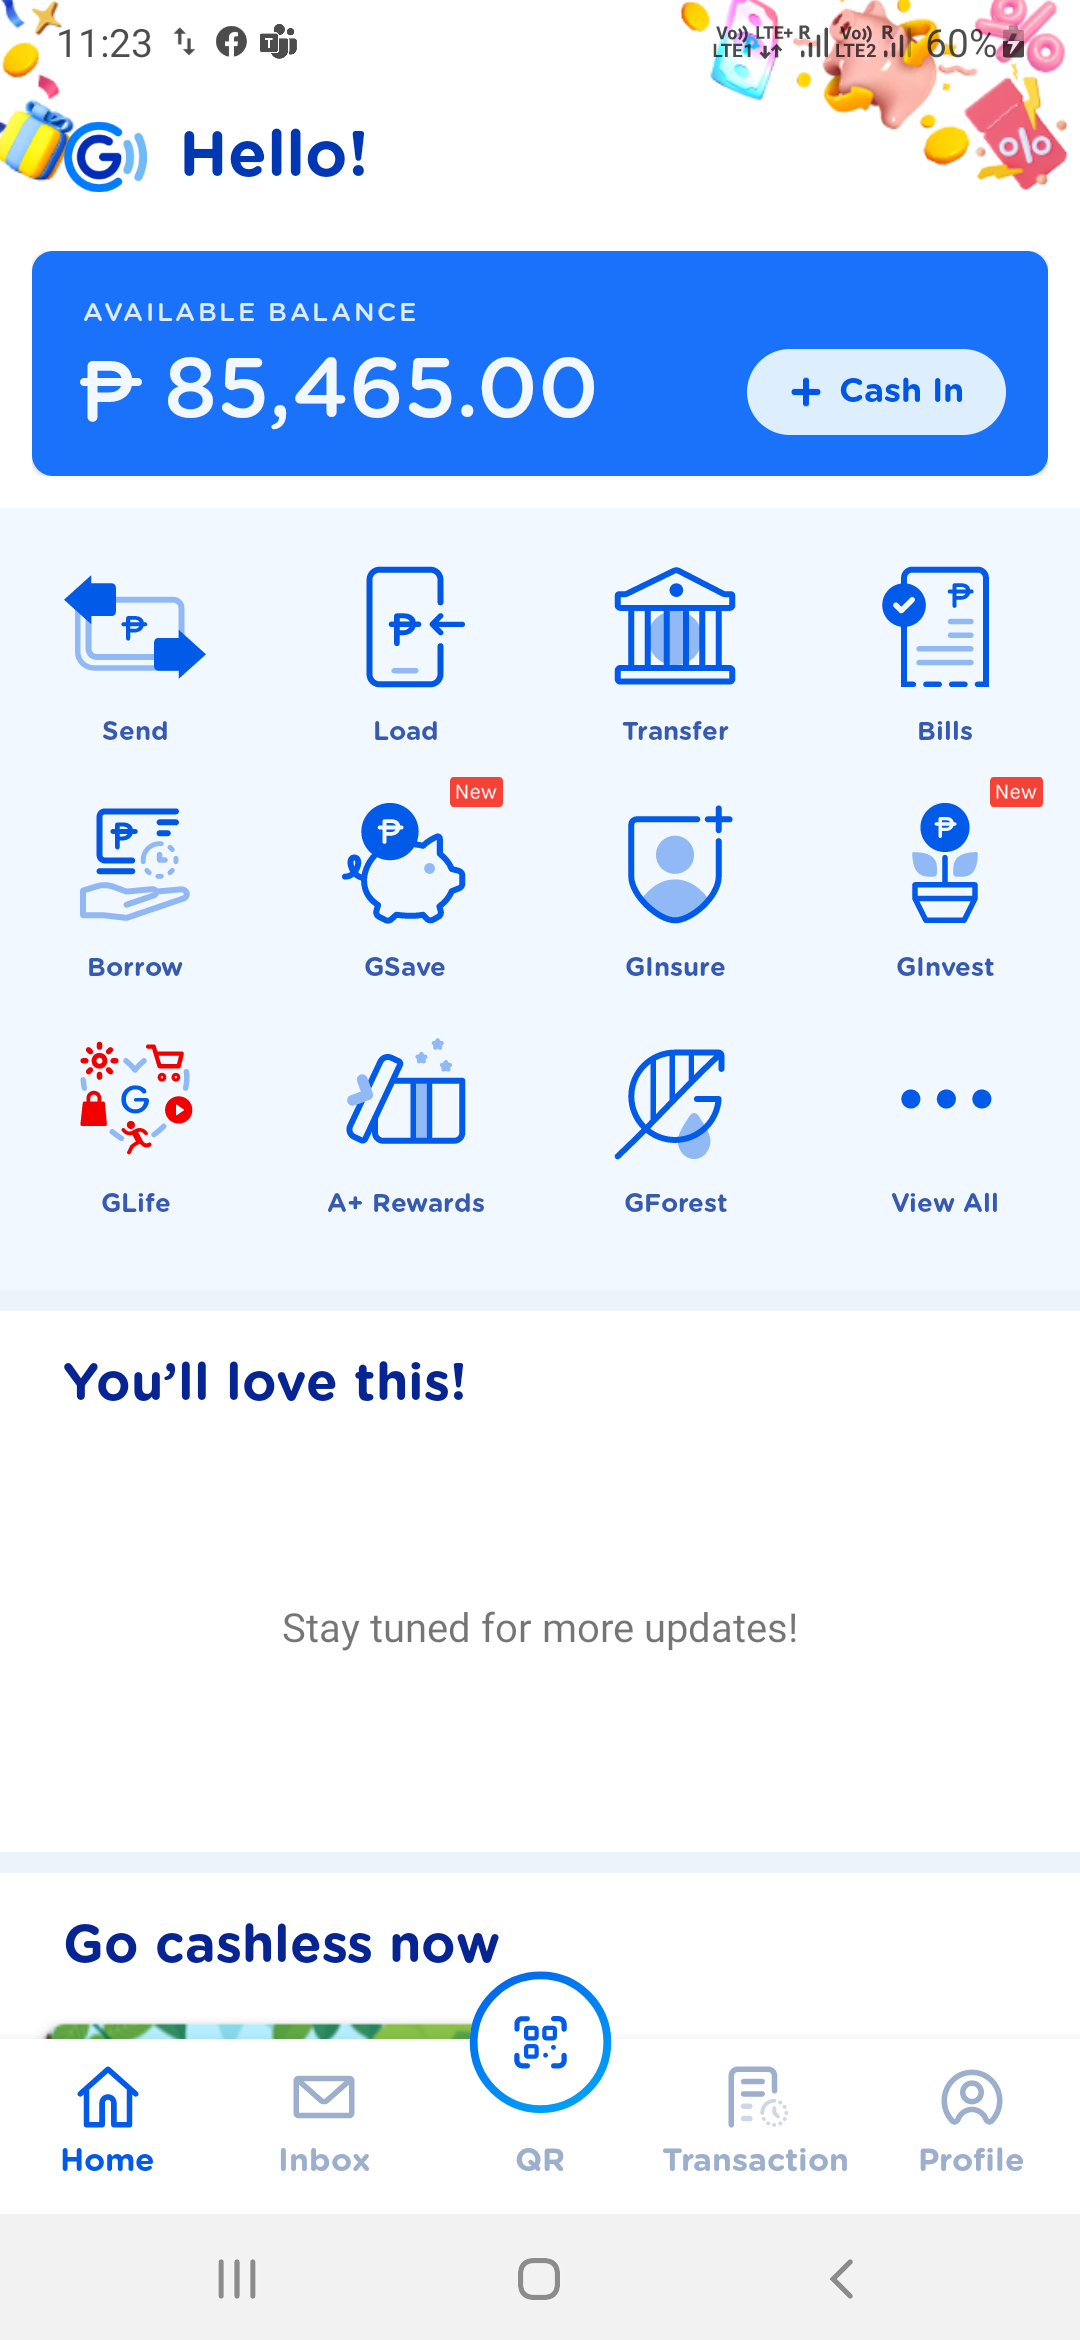 11:23
Vo)) LTE+ R Vo)) R
LTE1 LTE2 60%
Hello!
AVAILABLE BALANCE
₱ 85,465.00
+ Cash In
Send Load Transfer Bills
New New
Borrow GSave GInsure GInvest
GLife A+ Rewards GForest View All
You’ll love this!
Stay tuned for more updates!
Go cashless now
Home Inbox QR Transaction Profile